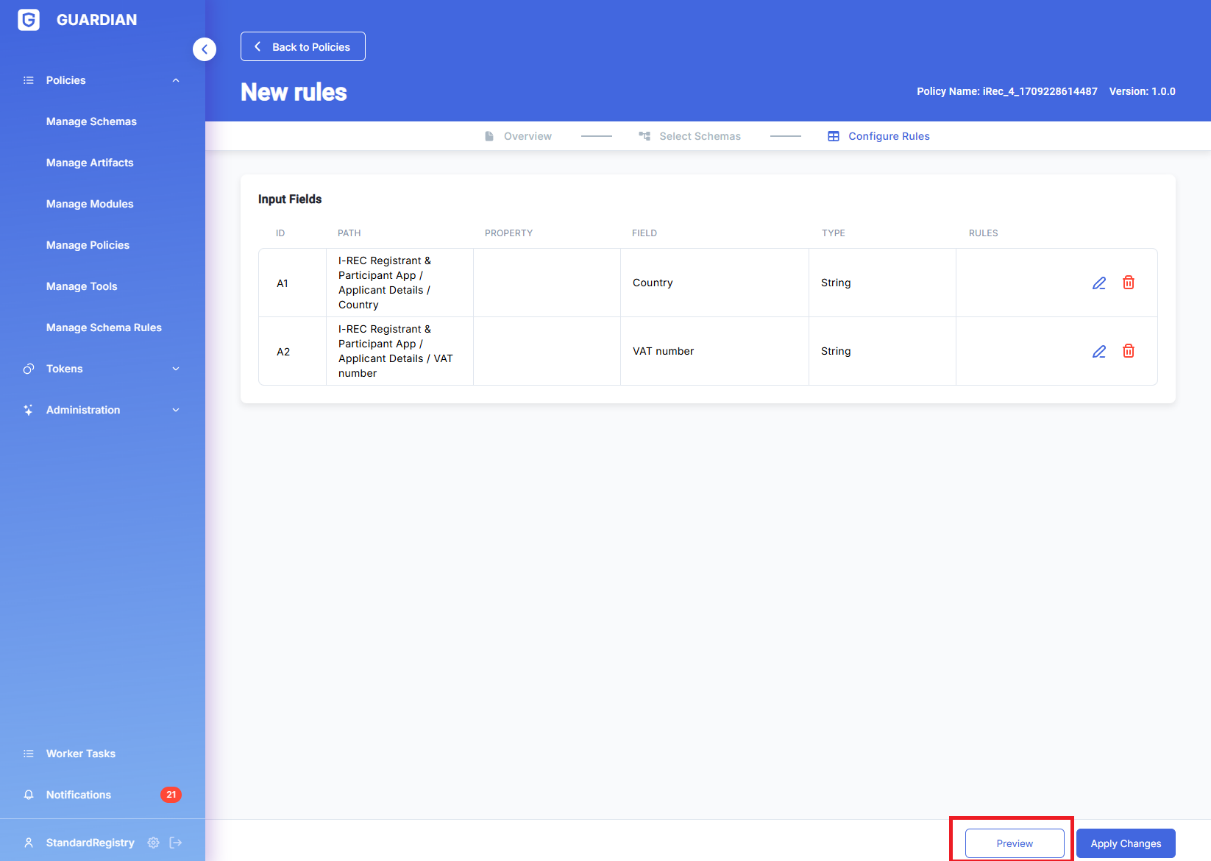 GUARDIAN
Policies
Manage Schemas
Manage Artifacts
Manage Modules
Manage Policies
Manage Tools
Manage Schema Rules
Tokens
Administration
Worker Tasks
Notifications
21
StandardRegistry
Back to Policies
New rules
Policy Name: iRec_4_1709228614487 Version: 1.0.0
Overview
Select Schemas
Configure Rules
Input Fields
ID PATH PROPERTY FIELD TYPE RULES
A1
I-REC Registrant &
Participant App /
Applicant Details /
Country
Country
String
A2
I-REC Registrant &
Participant App /
Applicant Details / VAT
number
VAT number
String
Preview
Apply Changes